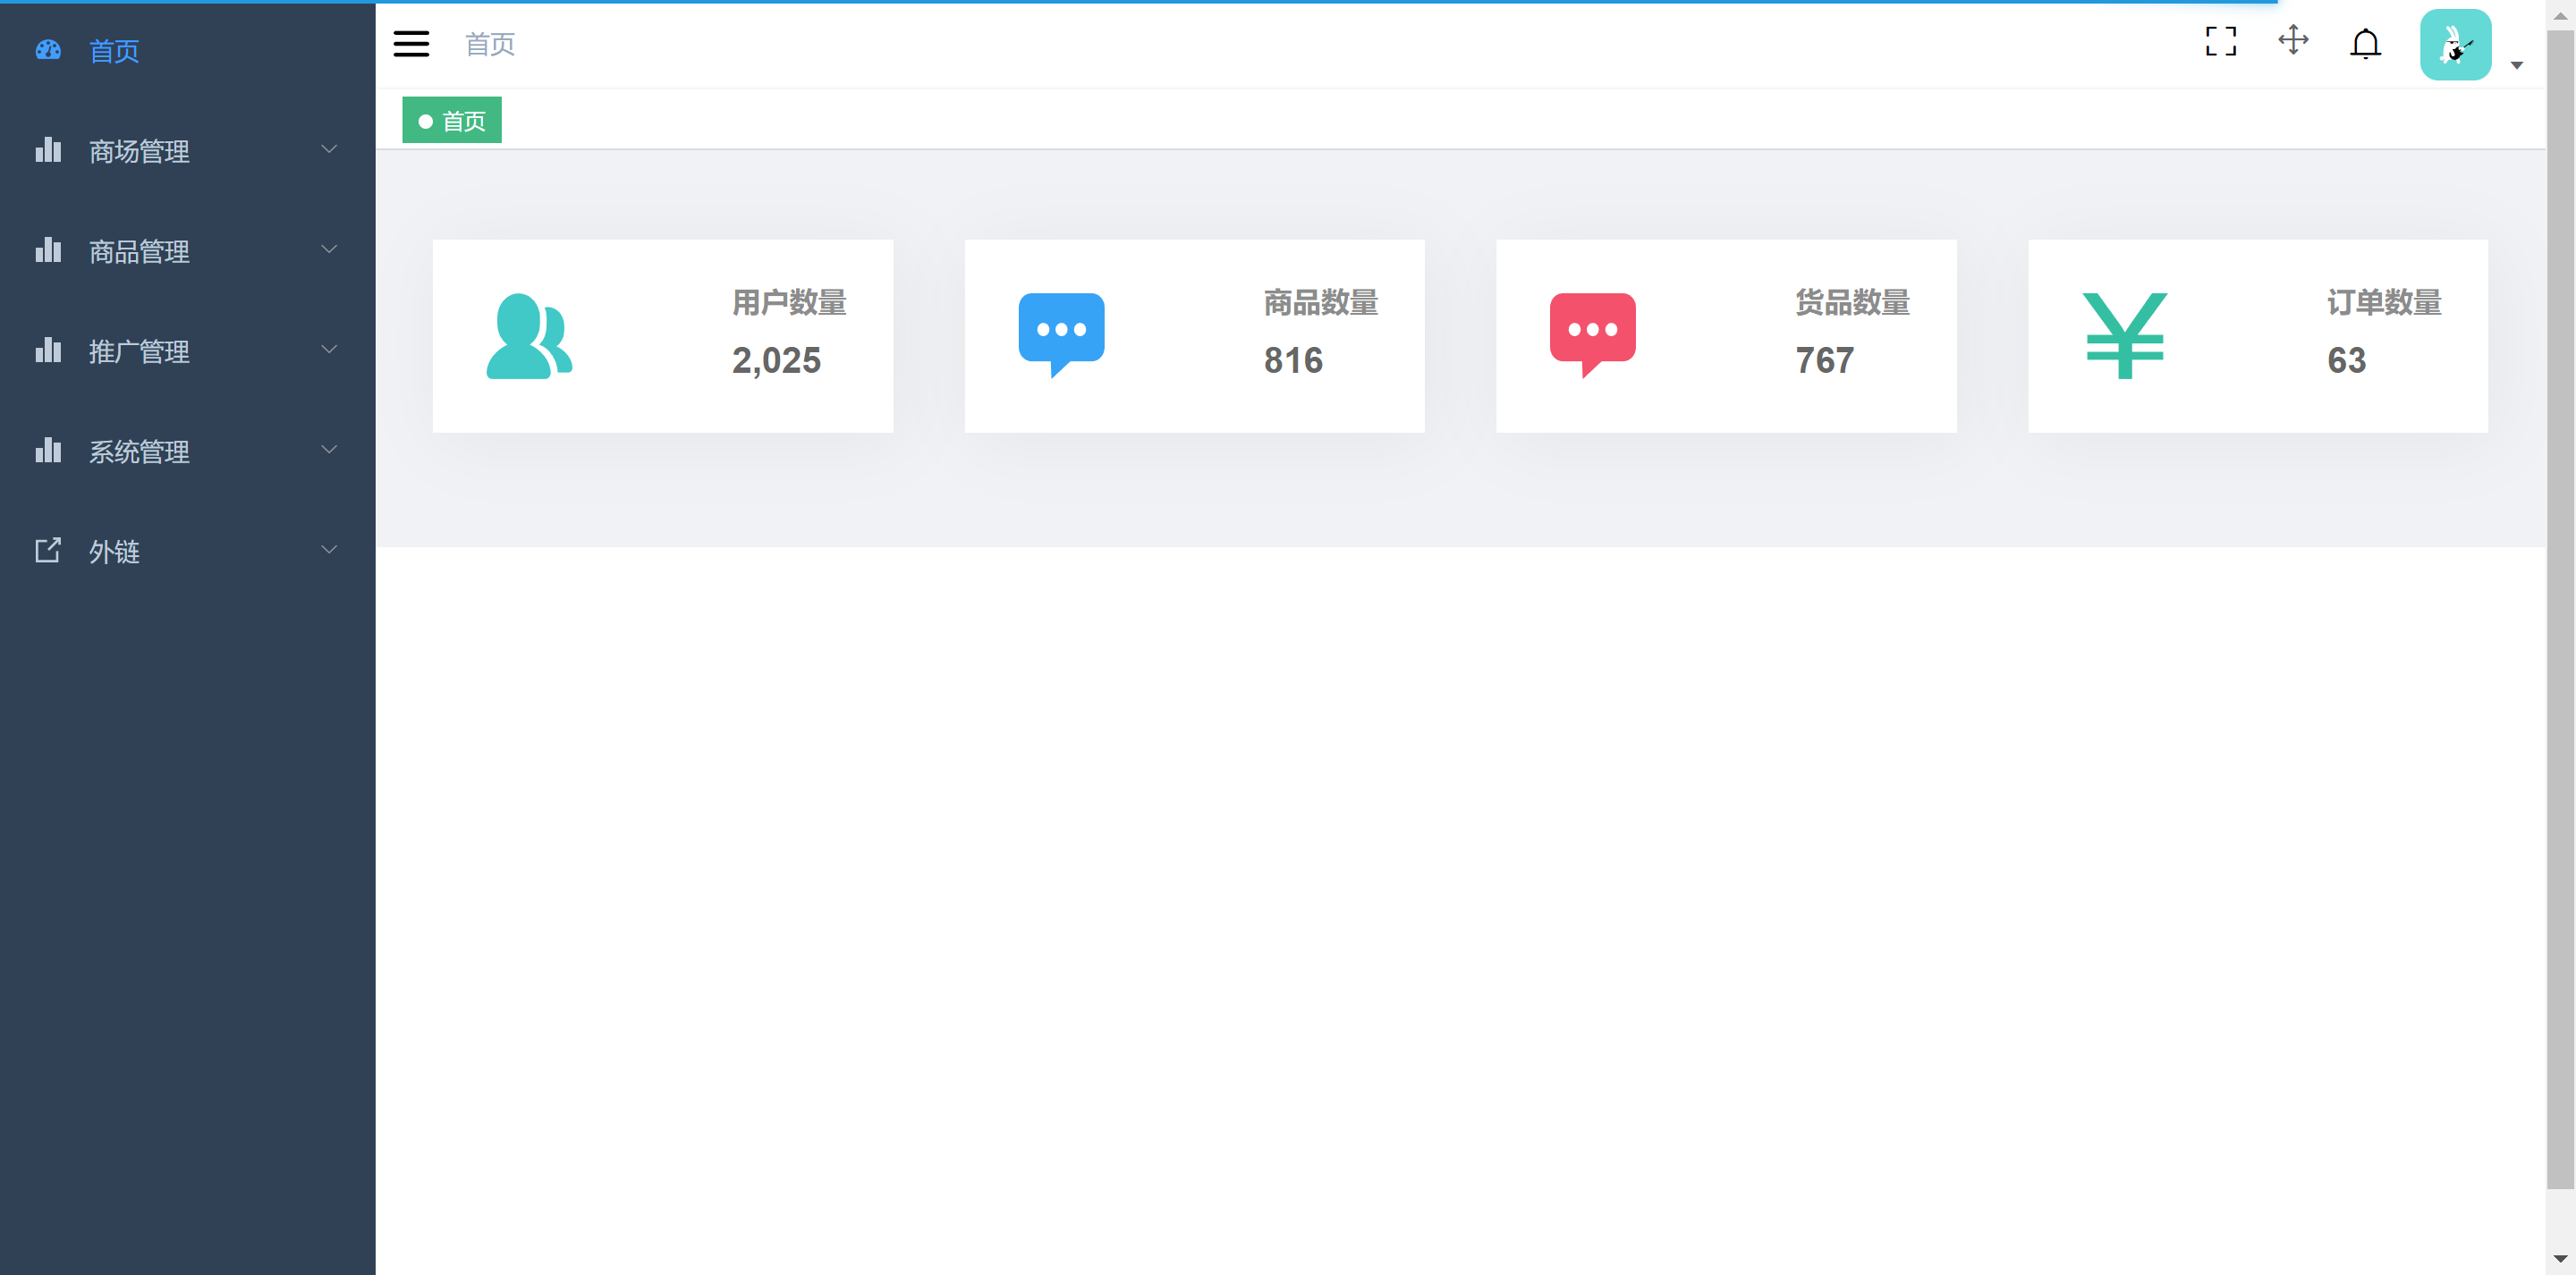 首页
商场管理
商品管理
推广管理
系统管理
外链
首页
首页
用户数量
2,025
商品数量
816
货品数量
767
订单数量
63